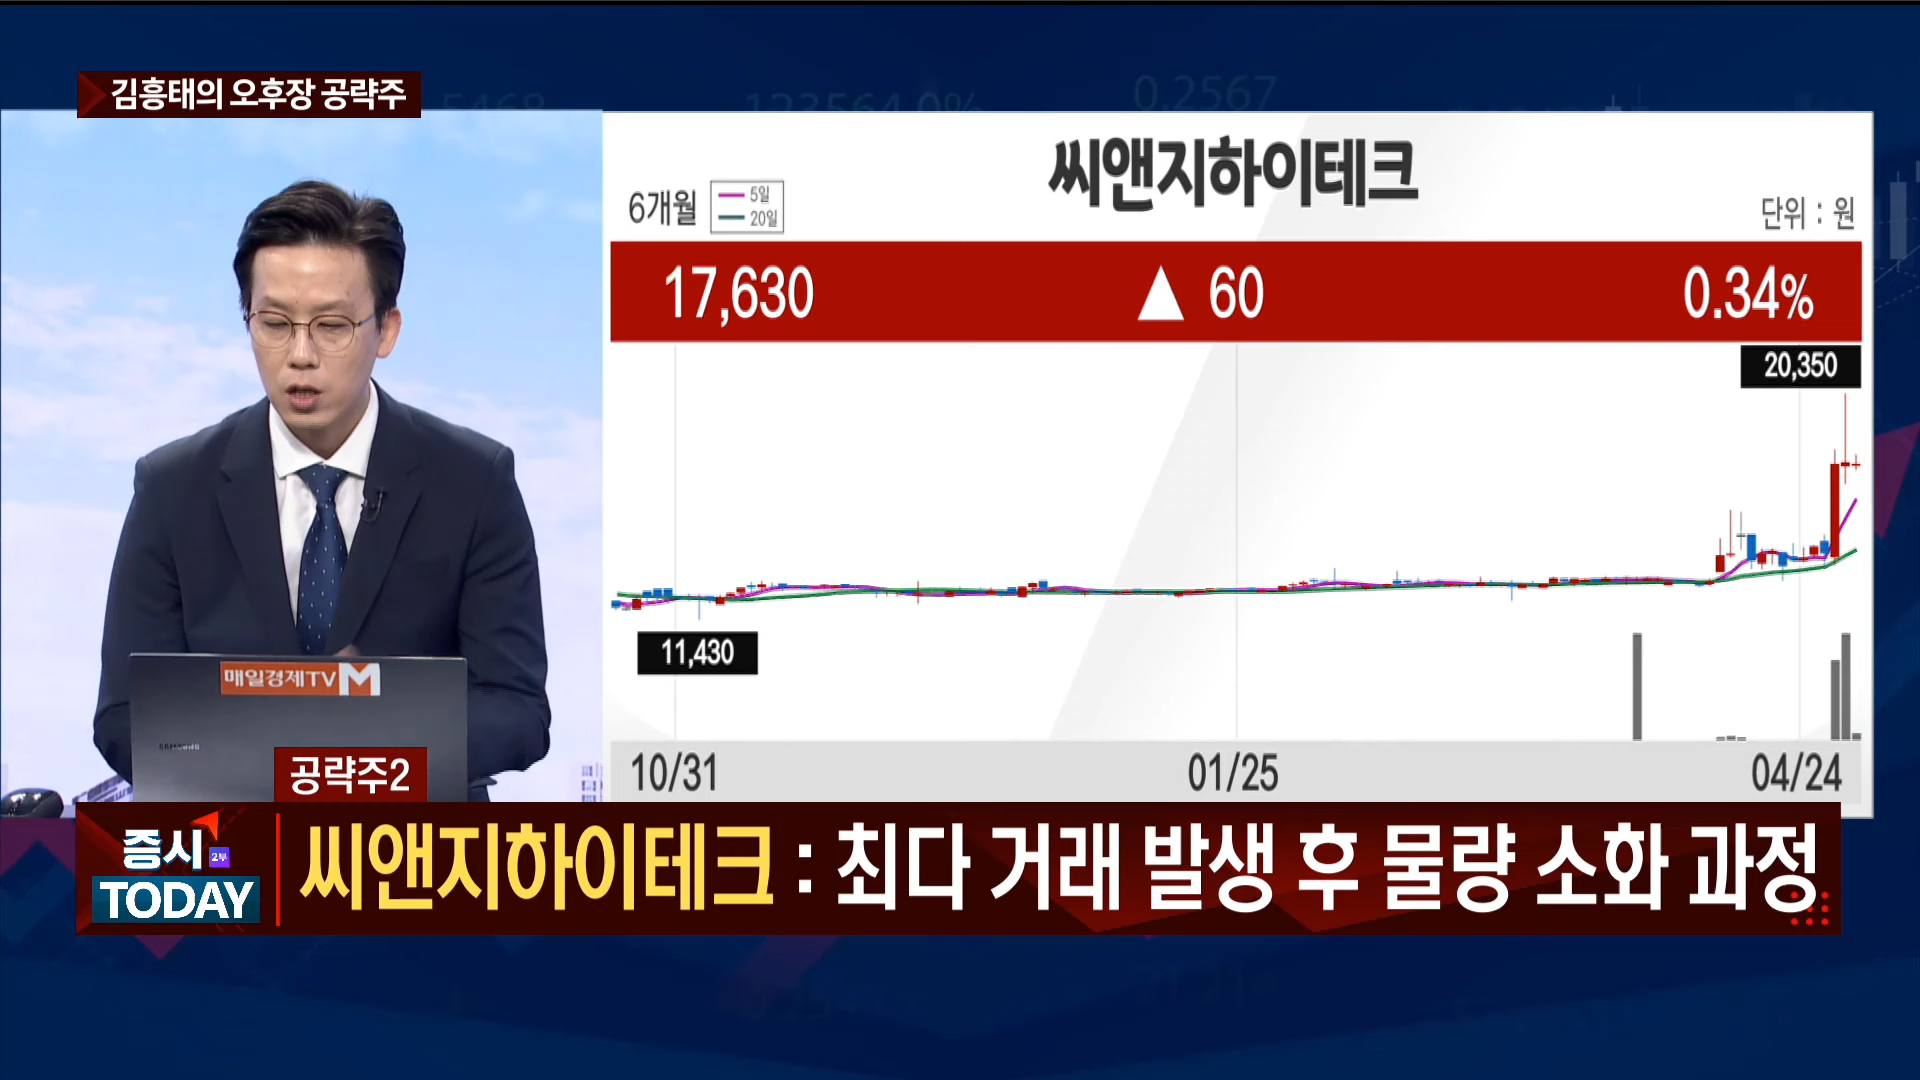 김흥태의 오후장 공략주
씨앤지하이테크
6개월
5일
20일
단위 : 원
17,630 ▲ 60 0.34%
20,350
11,430
10/31 01/25 04/24
매일경제TV M
SAMSUNG
공략주2
증시 2부
TODAY
씨앤지하이테크 : 최다 거래 발생 후 물량 소화 과정
0.2567